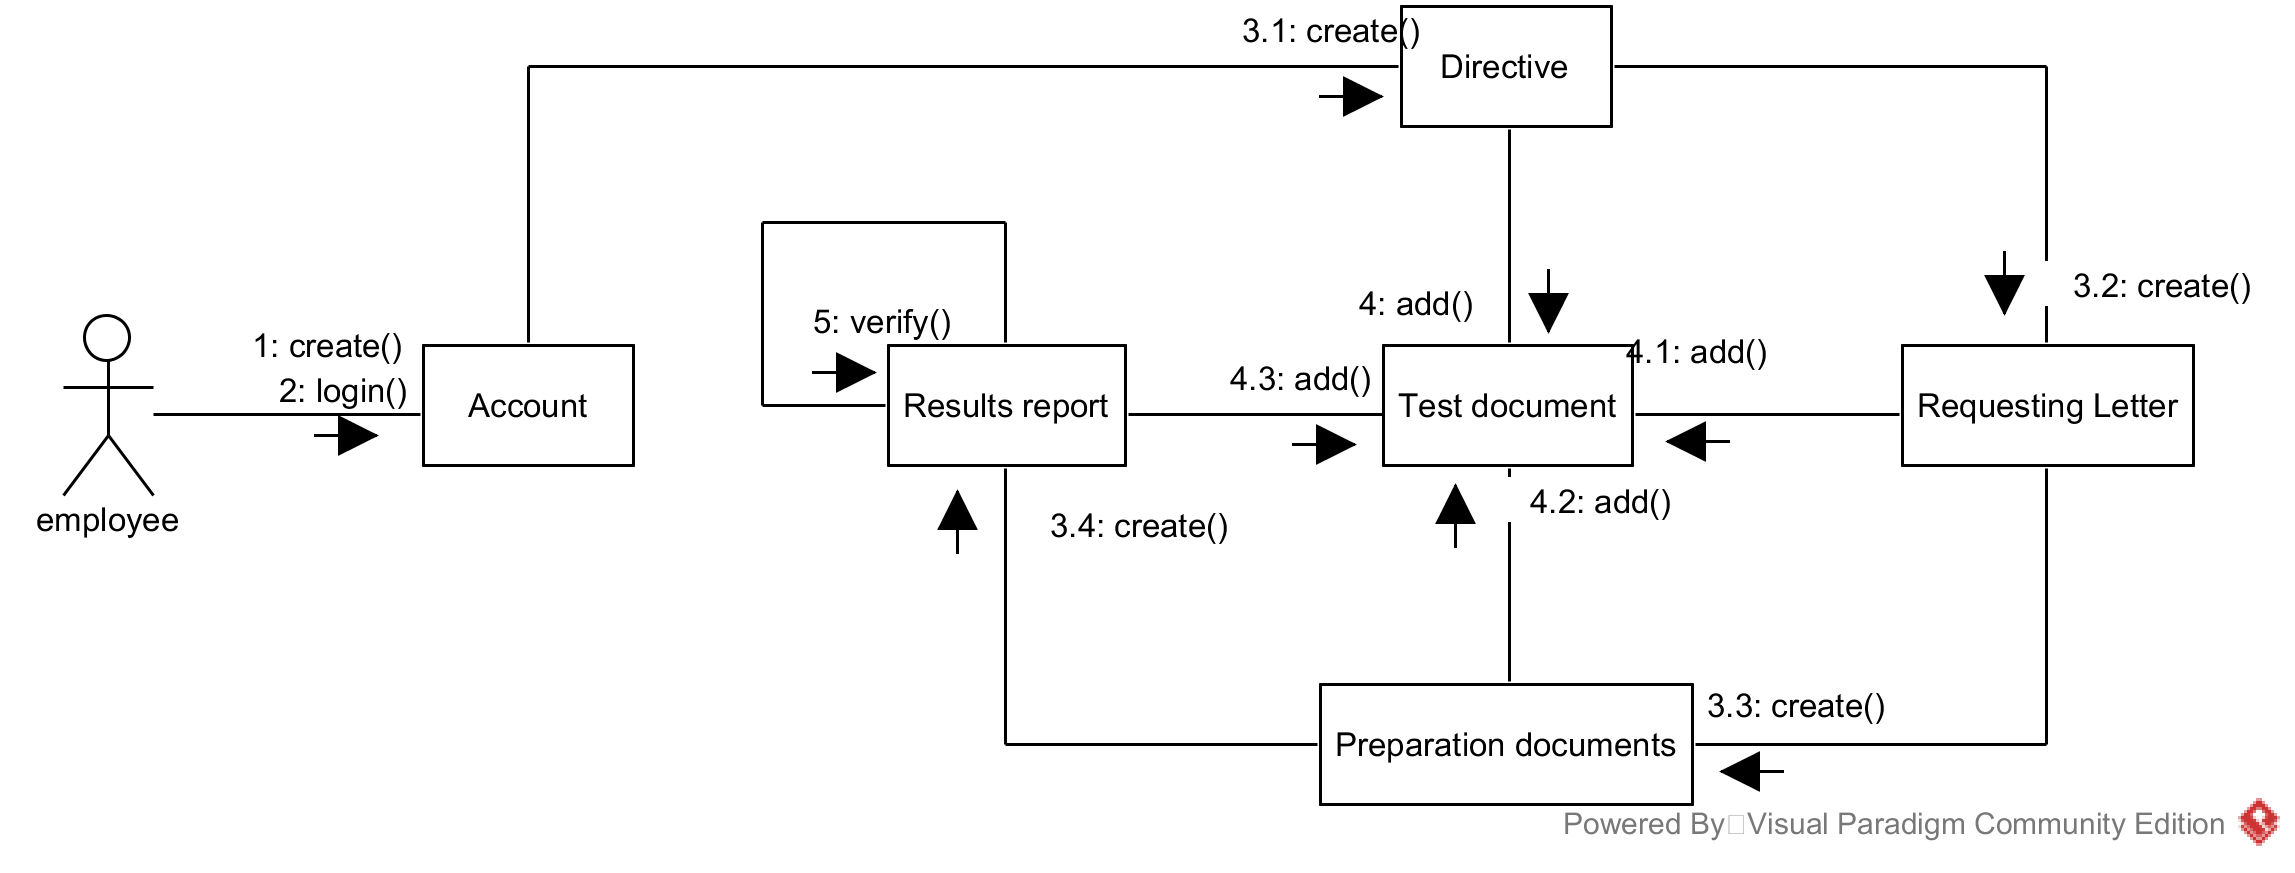 3.1: create()
Directive
3.2: create()
5: verify()
4: add()
1: create()
2: login()
4.3: add()
4.1: add()
Account
Results report
Test document
Requesting Letter
employee
3.4: create()
4.2: add()
3.3: create()
Preparation documents
Powered By Visual Paradigm Community Edition